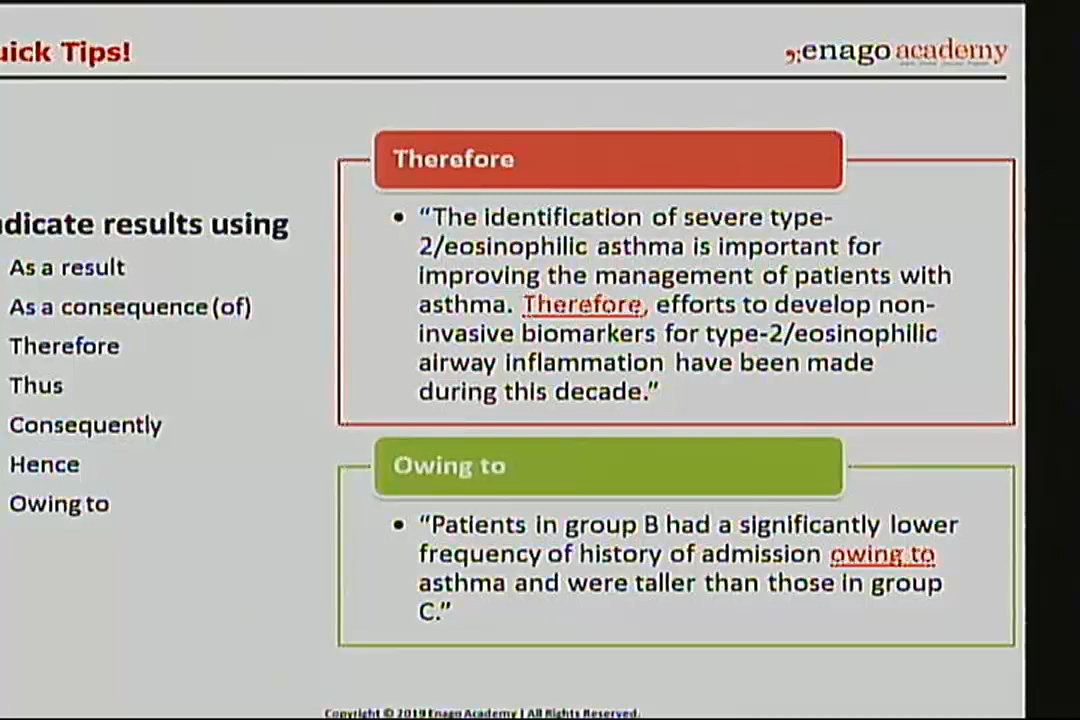 uick Tips!
enago academy
dicate results using
As a result
As a consequence (of)
Therefore
Thus
Consequently
Hence
Owing to
Therefore
• “The identification of severe type-
2/eosinophilic asthma is important for
improving the management of patients with
asthma. Therefore, efforts to develop non-
invasive biomarkers for type-2/eosinophilic
airway inflammation have been made
during this decade.”
Owing to
• “Patients in group B had a significantly lower
frequency of history of admission owing to
asthma and were taller than those in group
C.”
Copyright © 2019 Enago Academy | All Rights Reserved.